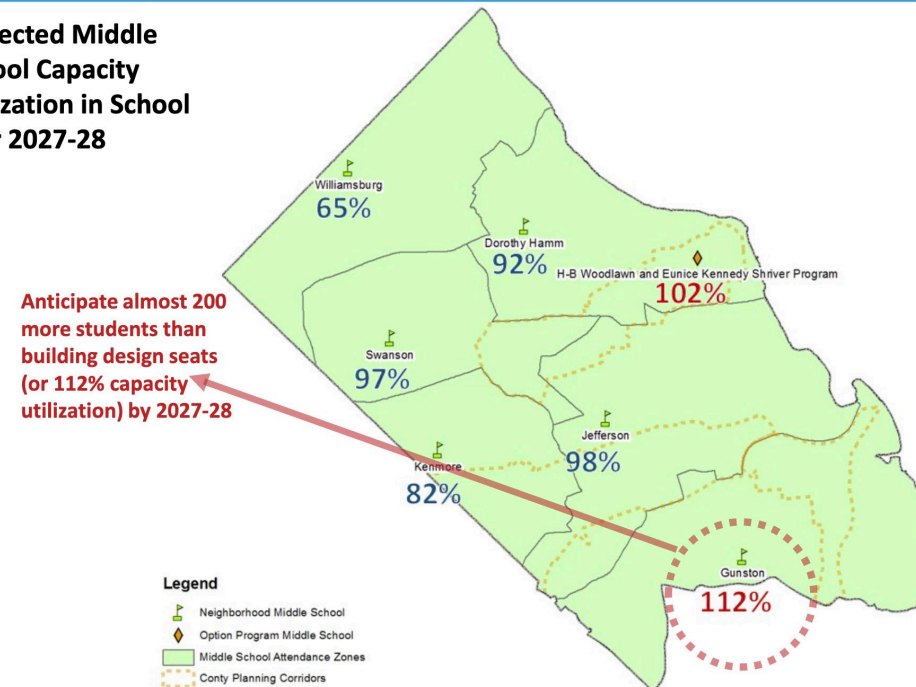 ected Middle
ool Capacity
ization in School
r 2027-28
Williamsburg
65%
Dorothy Hamm
92%
H-B Woodlawn and Eunice Kennedy Shriver Program
102%
Anticipate almost 200
more students than
building design seats
(or 112% capacity
utilization) by 2027-28
Swanson
97%
Jefferson
98%
Kenmore
82%
Gunston
112%
Legend
Neighborhood Middle School
Option Program Middle School
Middle School Attendance Zones
Conty Planning Corridors